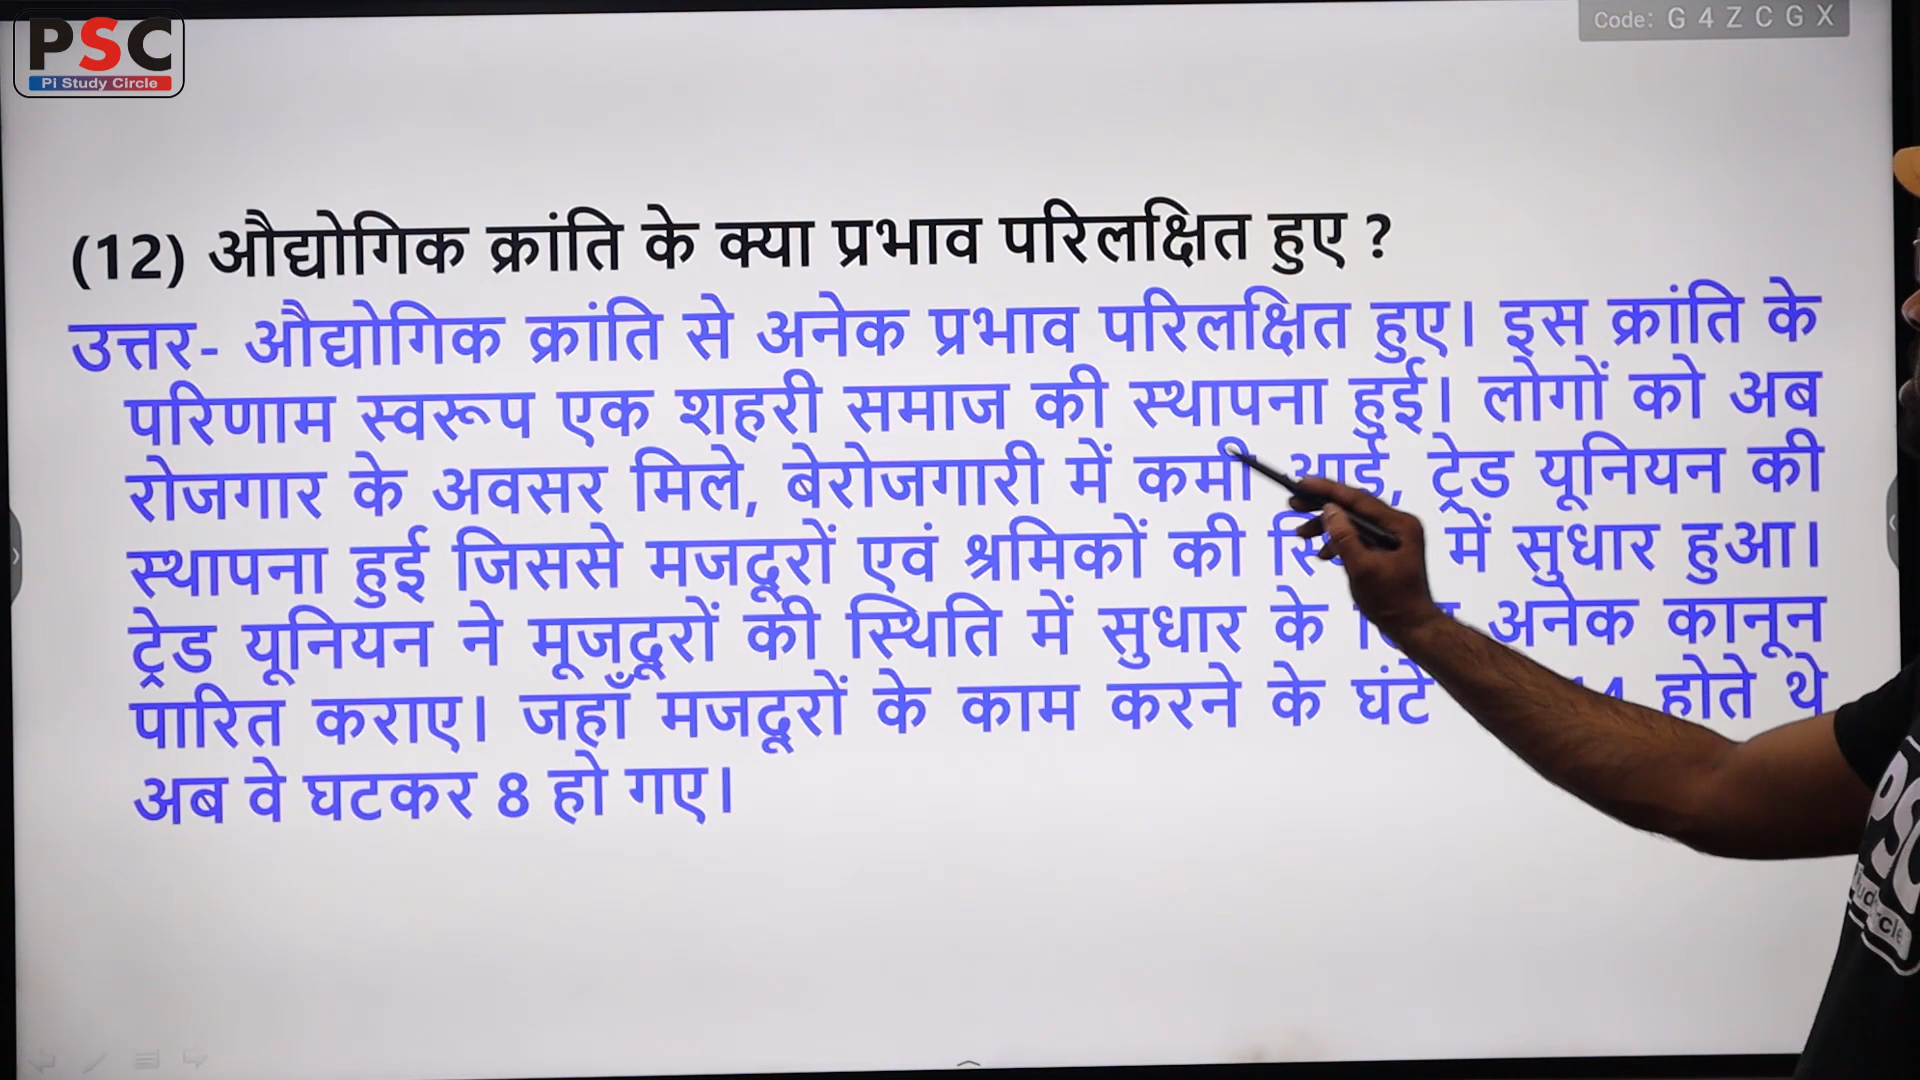 PSC
Pi Study Circle
Code: G 4 Z C G X
(12) औद्योगिक क्रांति के क्या प्रभाव परिलक्षित हुए ?
उत्तर- औद्योगिक क्रांति से अनेक प्रभाव परिलक्षित हुए। इस क्रांति के
परिणाम स्वरूप एक शहरी समाज की स्थापना हुई। लोगों को अब
रोजगार के अवसर मिले, बेरोजगारी में कमी आई, ट्रेड यूनियन की
स्थापना हुई जिससे मजदूरों एवं श्रमिकों की में सुधार हुआ।
ट्रेड यूनियन ने मूजदूरों की स्थिति में सुधार के अनेक कानून
पारित कराए। जहाँ मजदूरों के काम करने के घंटे 14 होते थे
अब वे घटकर 8 हो गए।
PSC